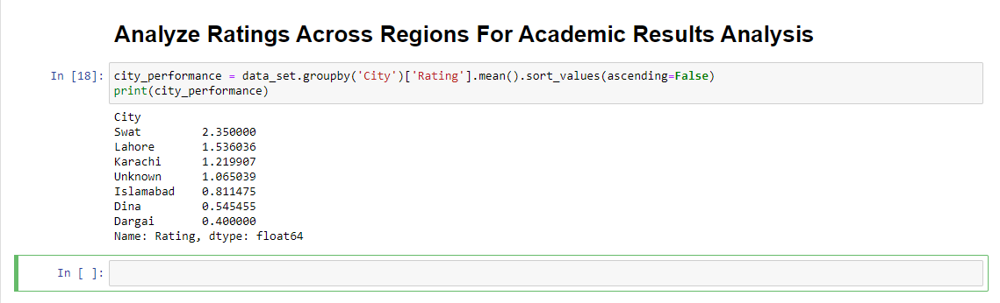 Analyze Ratings Across Regions For Academic Results Analysis
In [18]: city_performance = data_set.groupby('City')['Rating'].mean().sort_values(ascending=False)
print(city_performance)
City
Swat 2.350000
Lahore 1.536036
Karachi 1.219907
Unknown 1.065039
Islamabad 0.811475
Dina 0.545455
Dargai 0.400000
Name: Rating, dtype: float64
In [ ]: